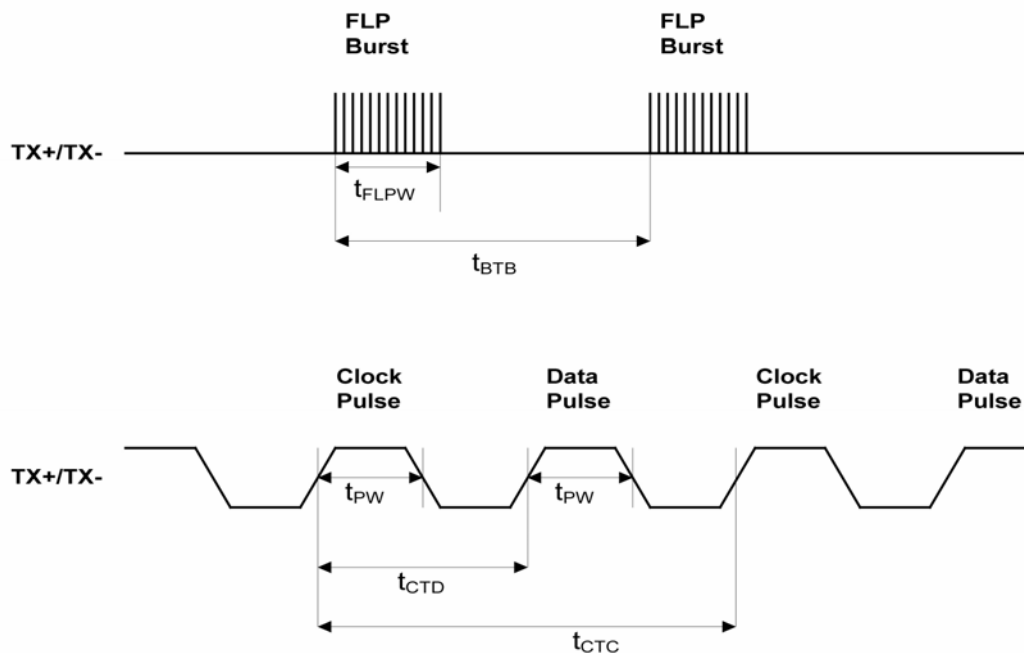 FLP
Burst
FLP
Burst
TX+/TX-
tFLPW
tBTB
Clock
Pulse
Data
Pulse
Clock
Pulse
Data
Pulse
TX+/TX-
tPW
tPW
tCTD
tCTC